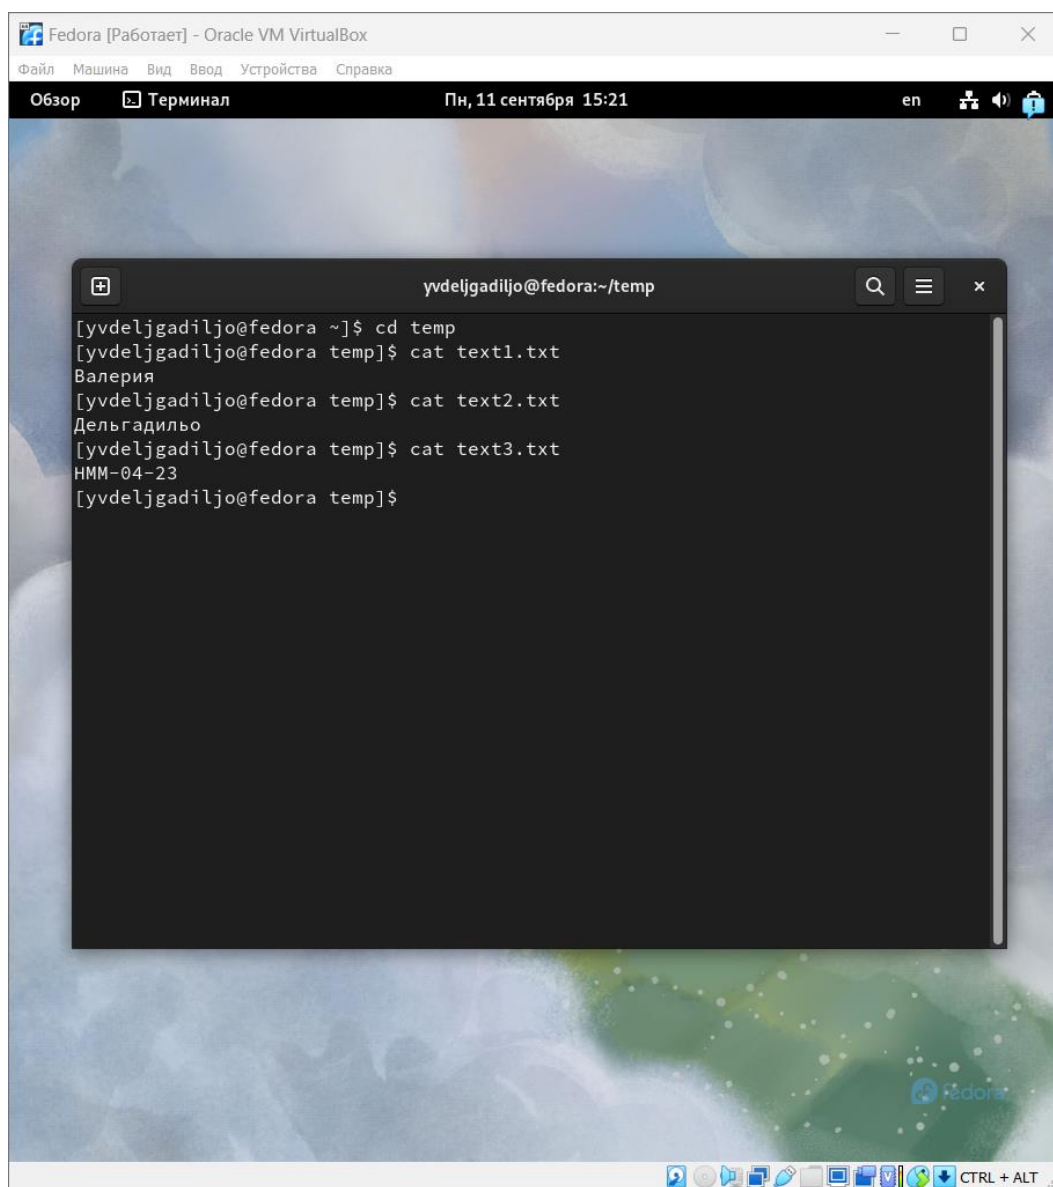 Fedora [Работает] - Oracle VM VirtualBox
Файл Машина Вид Ввод Устройства Справка
Обзор Терминал Пн, 11 сентября 15:21 en
yvdeljgadiljo@fedora:~/temp
[yvdeljgadiljo@fedora ~]$ cd temp
[yvdeljgadiljo@fedora temp]$ cat text1.txt
Валерия
[yvdeljgadiljo@fedora temp]$ cat text2.txt
Дельгадильо
[yvdeljgadiljo@fedora temp]$ cat text3.txt
НММ-04-23
[yvdeljgadiljo@fedora temp]$
fedora
CTRL + ALT